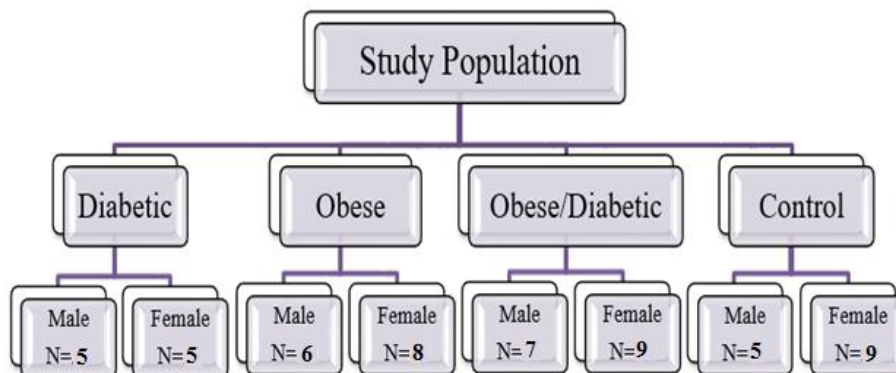 Study Population
Diabetic
Obese
Obese/Diabetic
Control
Male
N= 5
Female
N= 5
Male
N= 6
Female
N= 8
Male
N= 7
Female
N= 9
Male
N= 5
Female
N= 9